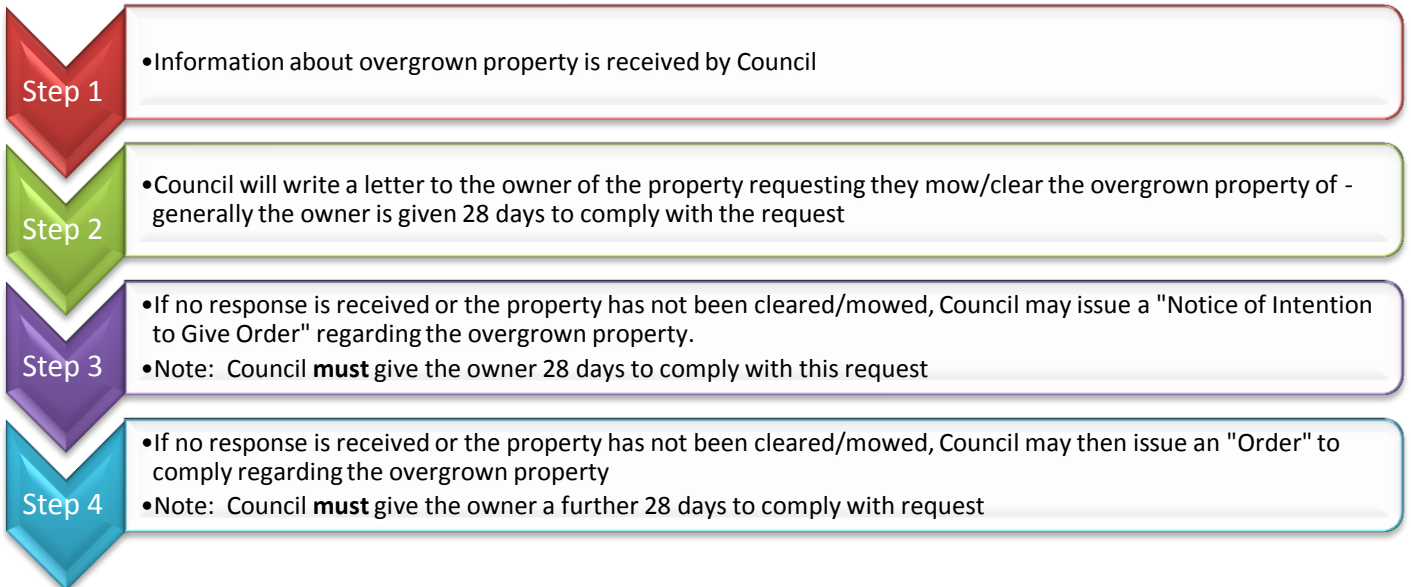 Step 1
•Information about overgrown property is received by Council
Step 2
•Council will write a letter to the owner of the property requesting they mow/clear the overgrown property of -
generally the owner is given 28 days to comply with the request
Step 3
•If no response is received or the property has not been cleared/mowed, Council may issue a "Notice of Intention
to Give Order" regarding the overgrown property.
•Note:  Council must give the owner 28 days to comply with this request
Step 4
•If no response is received or the property has not been cleared/mowed, Council may then issue an "Order" to
comply regarding the overgrown property
•Note:  Council must give the owner a further 28 days to comply with request